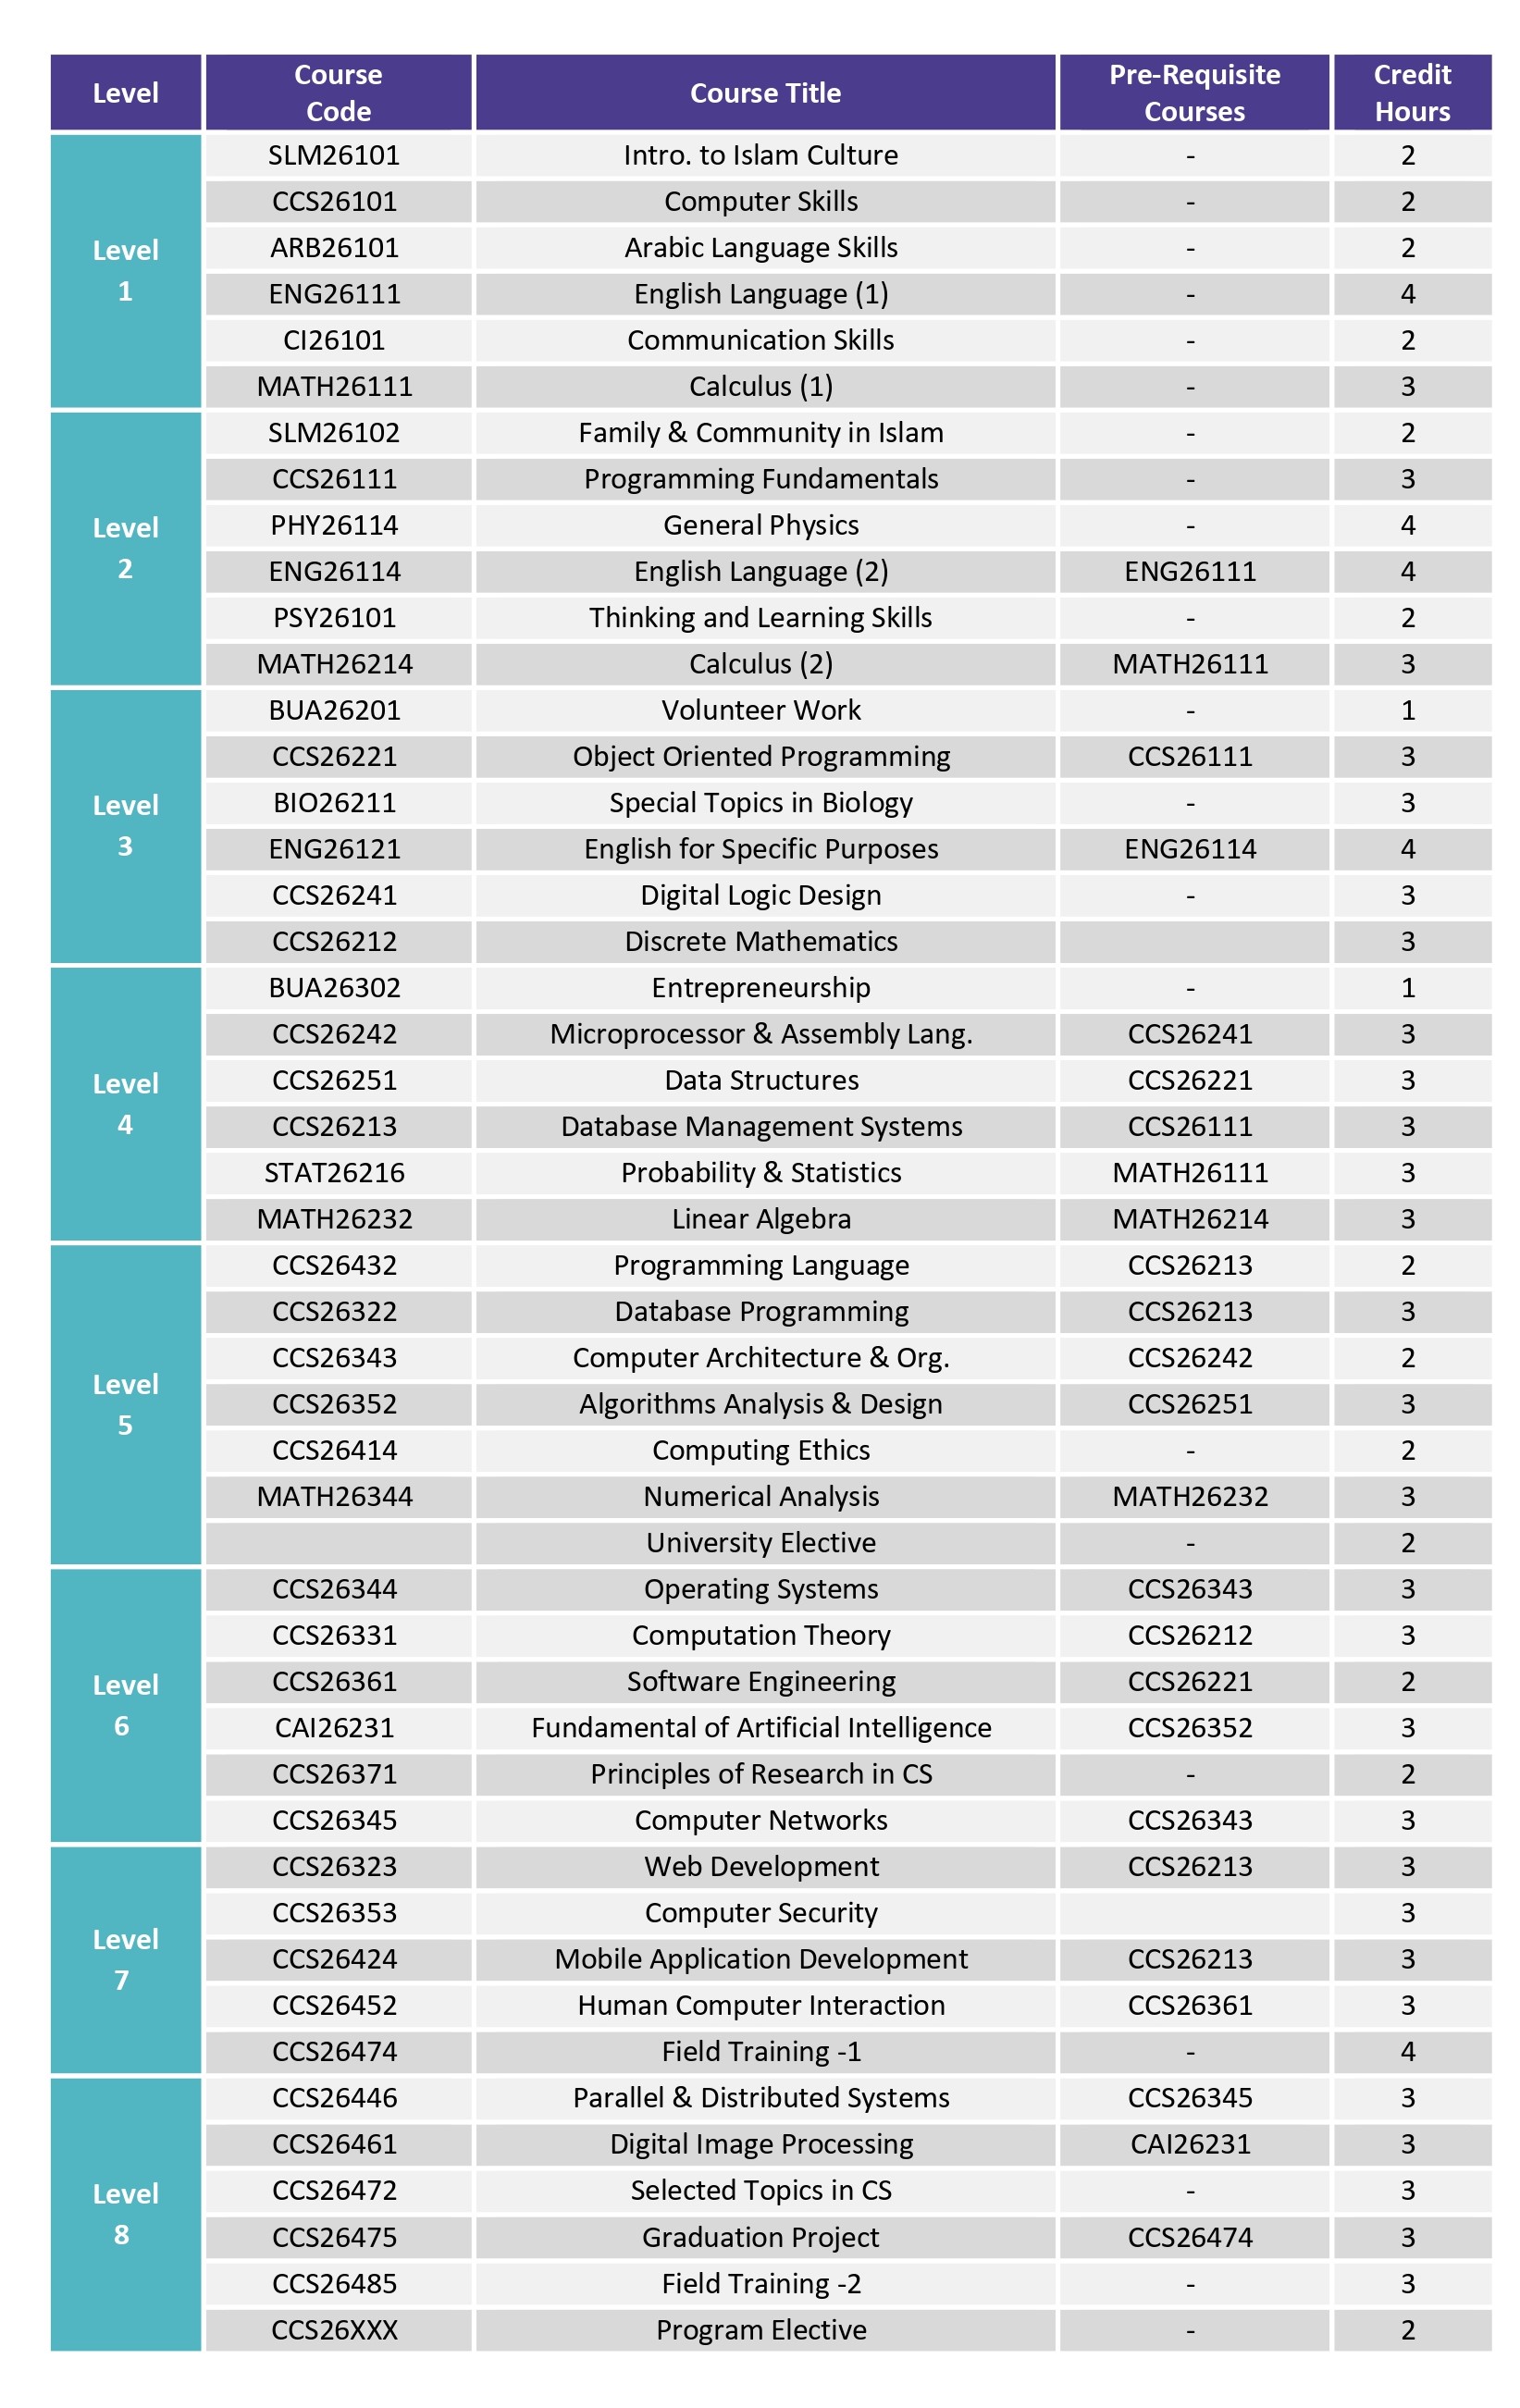 Level Course Code Course Title Pre-Requisite Courses Credit Hours
Level 1
SLM26101 Intro. to Islam Culture - 2
CCS26101 Computer Skills - 2
ARB26101 Arabic Language Skills - 2
ENG26111 English Language (1) - 4
CI26101 Communication Skills - 2
MATH26111 Calculus (1) - 3
Level 2
SLM26102 Family & Community in Islam - 2
CCS26111 Programming Fundamentals - 3
PHY26114 General Physics - 4
ENG26114 English Language (2) ENG26111 4
PSY26101 Thinking and Learning Skills - 2
MATH26214 Calculus (2) MATH26111 3
Level 3
BUA26201 Volunteer Work - 1
CCS26221 Object Oriented Programming CCS26111 3
BIO26211 Special Topics in Biology - 3
ENG26121 English for Specific Purposes ENG26114 4
CCS26241 Digital Logic Design - 3
CCS26212 Discrete Mathematics 3
Level 4
BUA26302 Entrepreneurship - 1
CCS26242 Microprocessor & Assembly Lang. CCS26241 3
CCS26251 Data Structures CCS26221 3
CCS26213 Database Management Systems CCS26111 3
STAT26216 Probability & Statistics MATH26111 3
MATH26232 Linear Algebra MATH26214 3
Level 5
CCS26432 Programming Language CCS26213 2
CCS26322 Database Programming CCS26213 3
CCS26343 Computer Architecture & Org. CCS26242 2
CCS26352 Algorithms Analysis & Design CCS26251 3
CCS26414 Computing Ethics - 2
MATH26344 Numerical Analysis MATH26232 3
University Elective - 2
Level 6
CCS26344 Operating Systems CCS26343 3
CCS26331 Computation Theory CCS26212 3
CCS26361 Software Engineering CCS26221 2
CAI26231 Fundamental of Artificial Intelligence CCS26352 3
CCS26371 Principles of Research in CS - 2
CCS26345 Computer Networks CCS26343 3
Level 7
CCS26323 Web Development CCS26213 3
CCS26353 Computer Security 3
CCS26424 Mobile Application Development CCS26213 3
CCS26452 Human Computer Interaction CCS26361 3
CCS26474 Field Training -1 - 4
Level 8
CCS26446 Parallel & Distributed Systems CCS26345 3
CCS26461 Digital Image Processing CAI26231 3
CCS26472 Selected Topics in CS - 3
CCS26475 Graduation Project CCS26474 3
CCS26485 Field Training -2 - 3
CCS26XXX Program Elective - 2